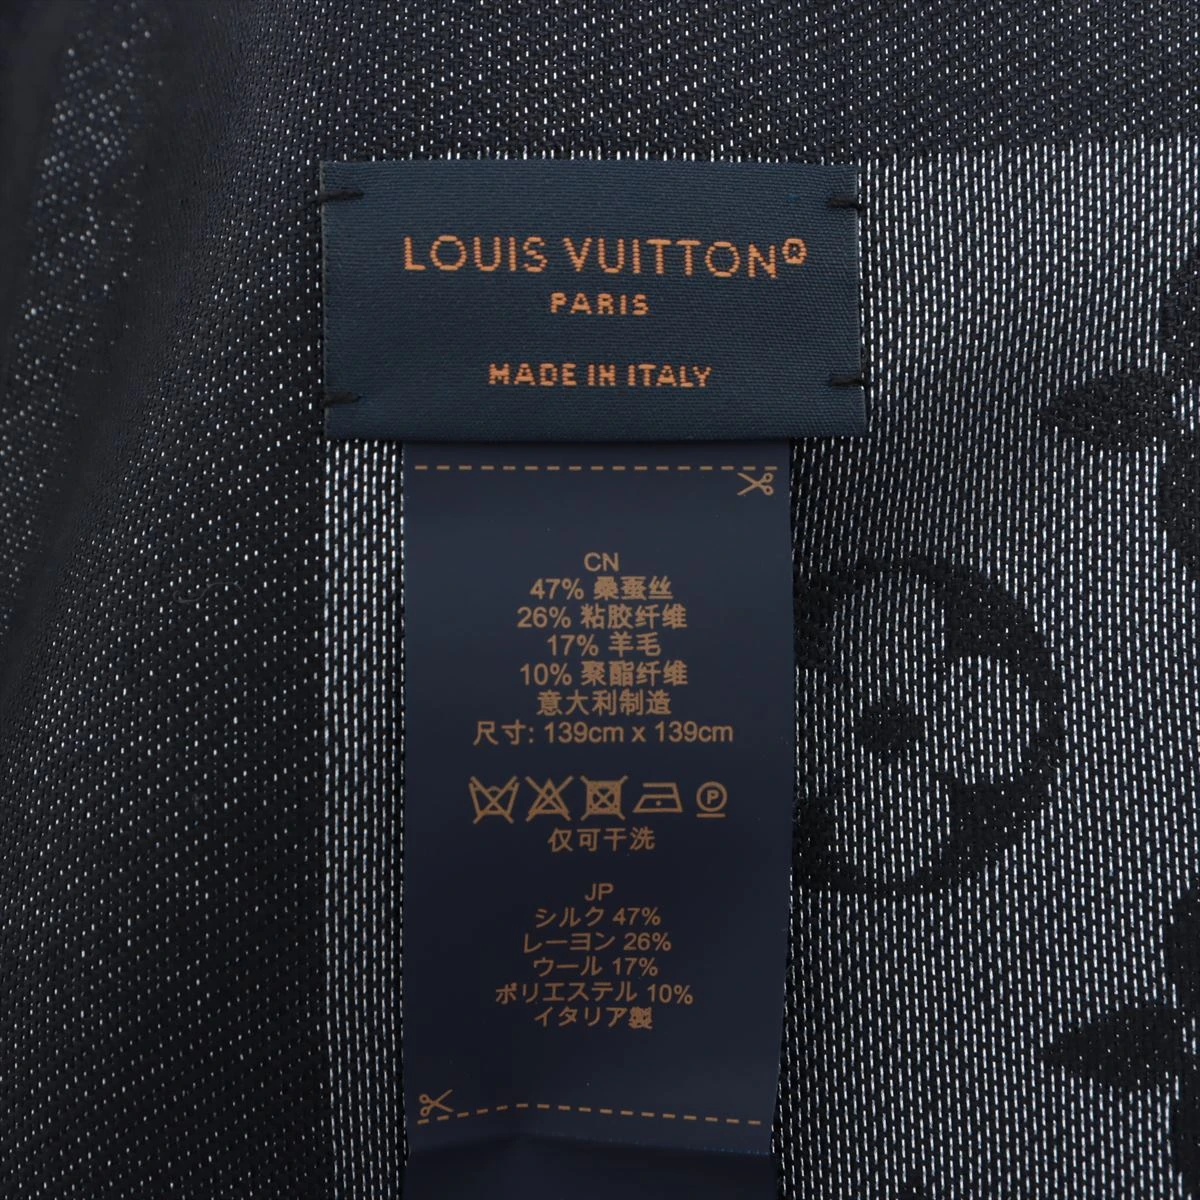 LOUIS VUITTON®
PARIS
MADE IN ITALY
CN
47% 桑蚕丝
26% 粘胶纤维
17% 羊毛
10% 聚酯纤维
意大利制造
尺寸: 139cm x 139cm
P
仅可干洗
JP
シルク 47%
レーヨン 26%
ウール 17%
ポリエステル 10%
イタリア製